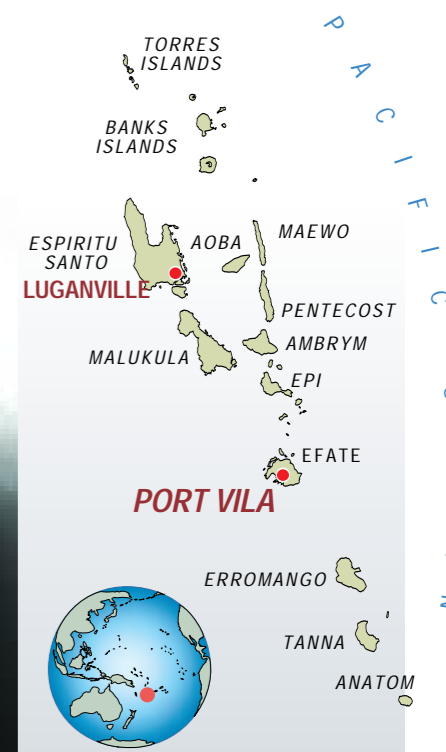 TORRES
ISLANDS
BANKS
ISLANDS
PACIFIC
ESPIRITU
SANTO
AOBA
MAEWO
LUGANVILLE
PENTECOST
MALUKULA
AMBRYM
EPI
EFATE
PORT VILA
ERROMANGO
TANNA
ANATOM
N